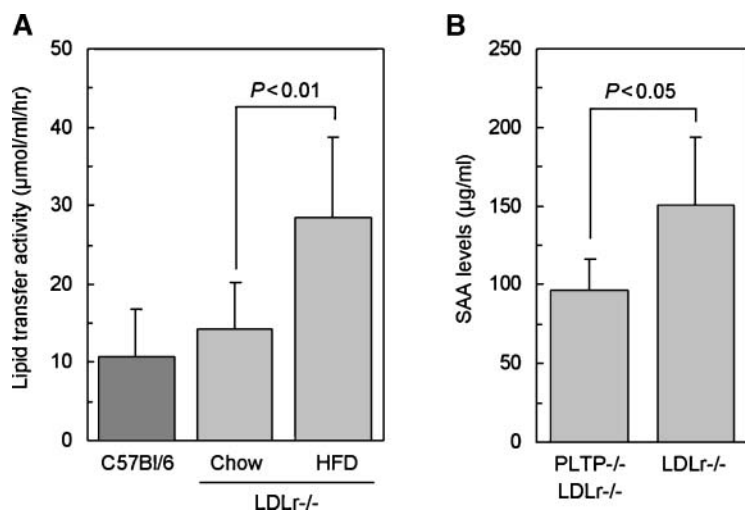 A
Lipid transfer activity (µmol/ml/hr)
50
40
30
20
10
0
P<0.01
C57Bl/6
Chow
HFD
LDLr-/-
B
SAA levels (µg/ml)
250
200
150
100
50
0
P<0.05
PLTP-/-
LDLr-/-
LDLr-/-